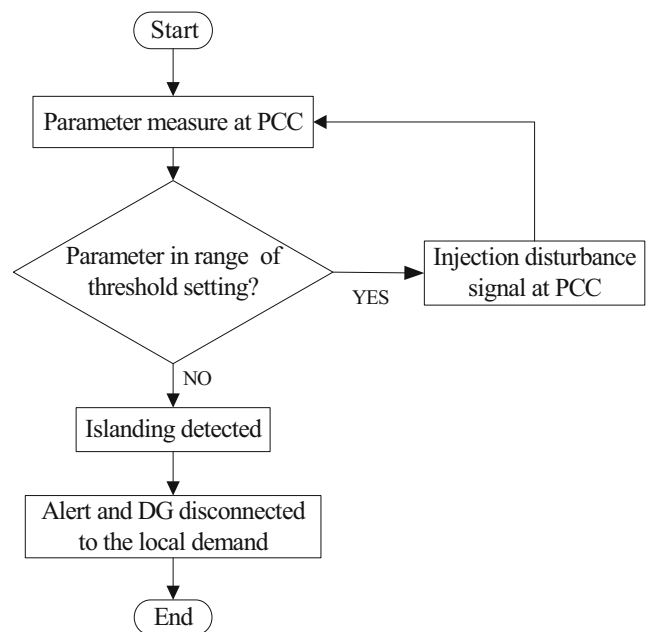 Start
Parameter measure at PCC
Parameter in range of
threshold setting?
YES
Injection disturbance
signal at PCC
NO
Islanding detected
Alert and DG disconnected
to the local demand
End